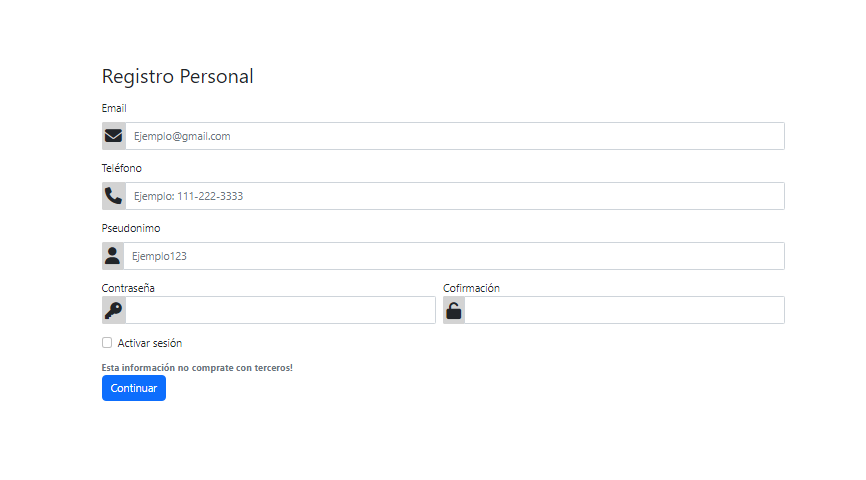 Registro Personal
Email
Ejemplo@gmail.com
Teléfono
Ejemplo: 111-222-3333
Pseudonimo
Ejemplo123
Contraseña Cofirmación
Activar sesión
Esta información no comprate con terceros!
Continuar